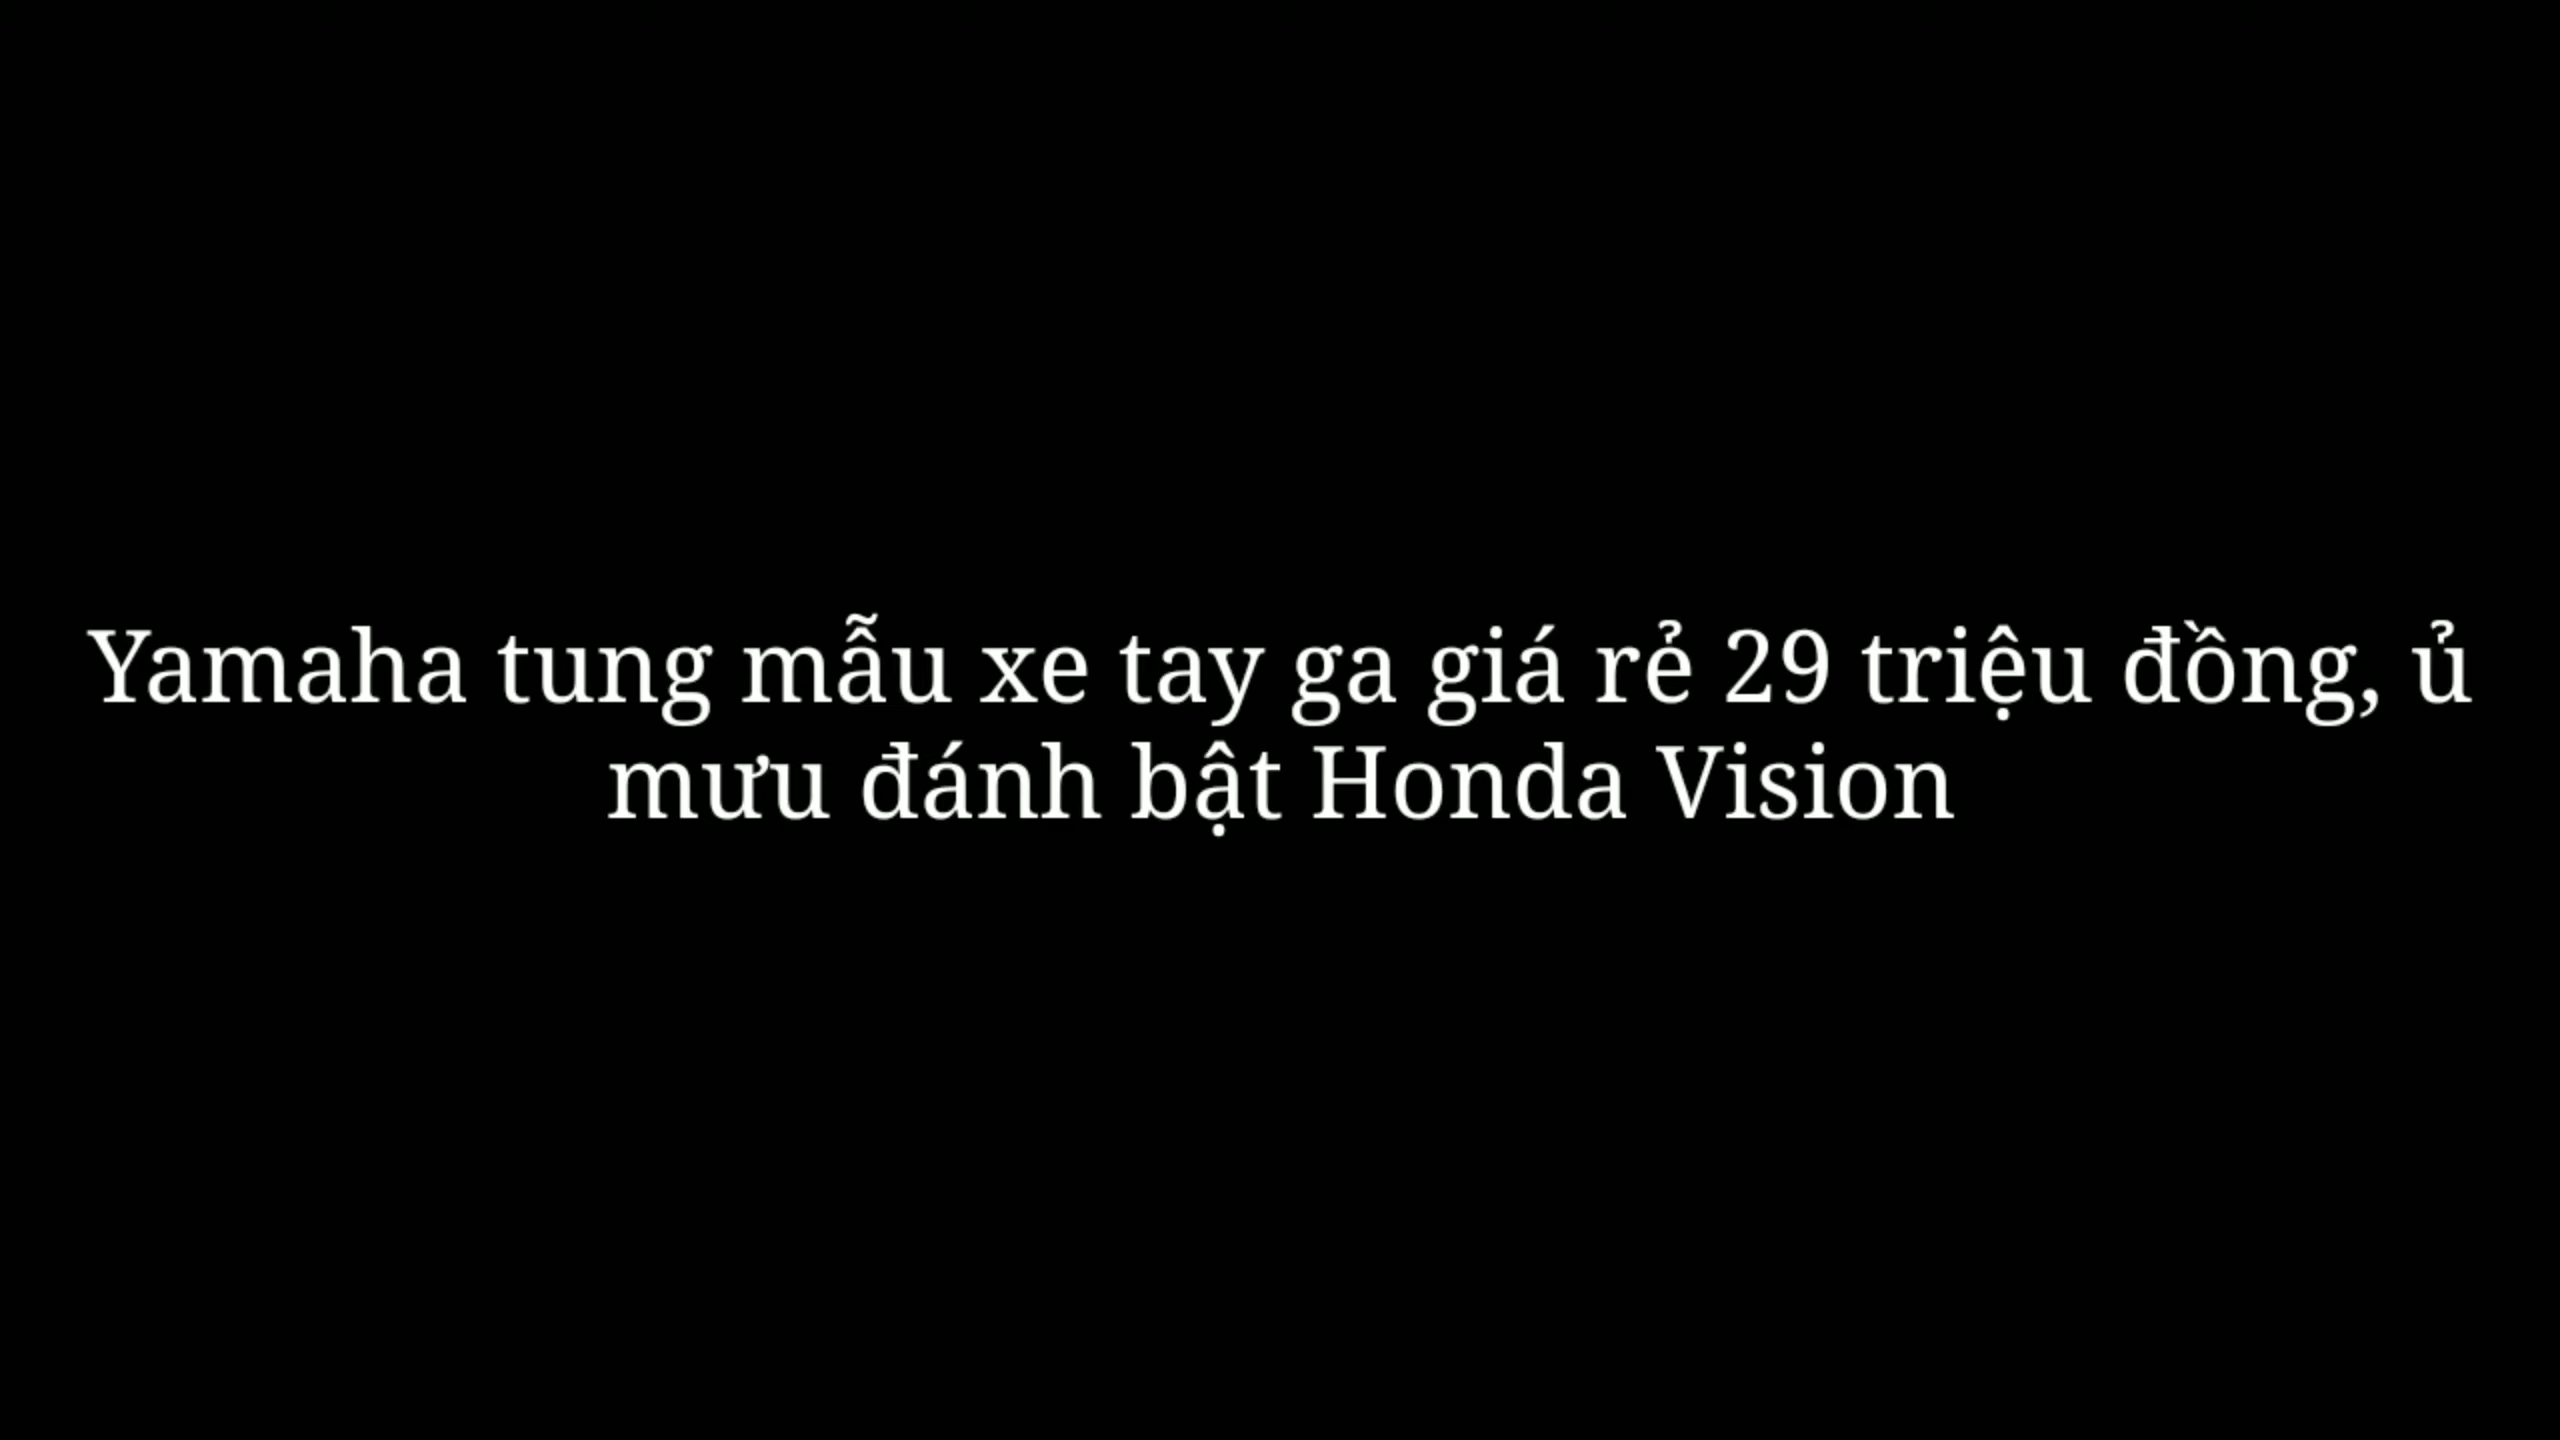 Yamaha tung mẫu xe tay ga giá rẻ 29 triệu đồng, ủ
mưu đánh bật Honda Vision